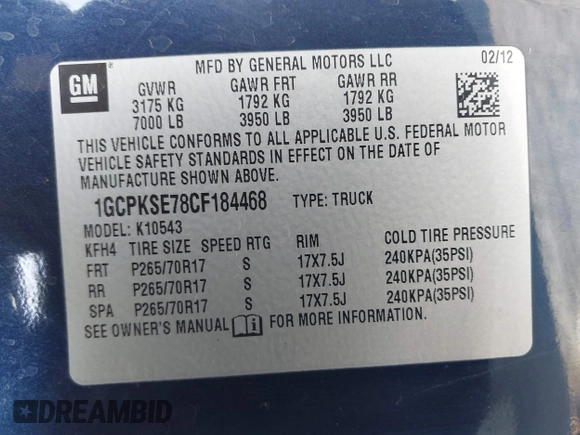 GM
MFD BY GENERAL MOTORS LLC 02/12
GVWR GAWR FRT GAWR RR
3175 KG 1792 KG 1792 KG
7000 LB 3950 LB 3950 LB
THIS VEHICLE CONFORMS TO ALL APPLICABLE U.S. FEDERAL MOTOR
VEHICLE SAFETY STANDARDS IN EFFECT ON THE DATE OF
MANUFACTURE SHOWN ABOVE.
1GCPKSE78CF184468 TYPE: TRUCK
MODEL: K10543
KFH4 TIRE SIZE SPEED RTG RIM COLD TIRE PRESSURE
FRT P265/70R17 S 17X7.5J 240KPA(35PSI)
RR P265/70R17 S 17X7.5J 240KPA(35PSI)
SPA P265/70R17 S 17X7.5J 240KPA(35PSI)
SEE OWNER'S MANUAL FOR MORE INFORMATION.
DREAMBID